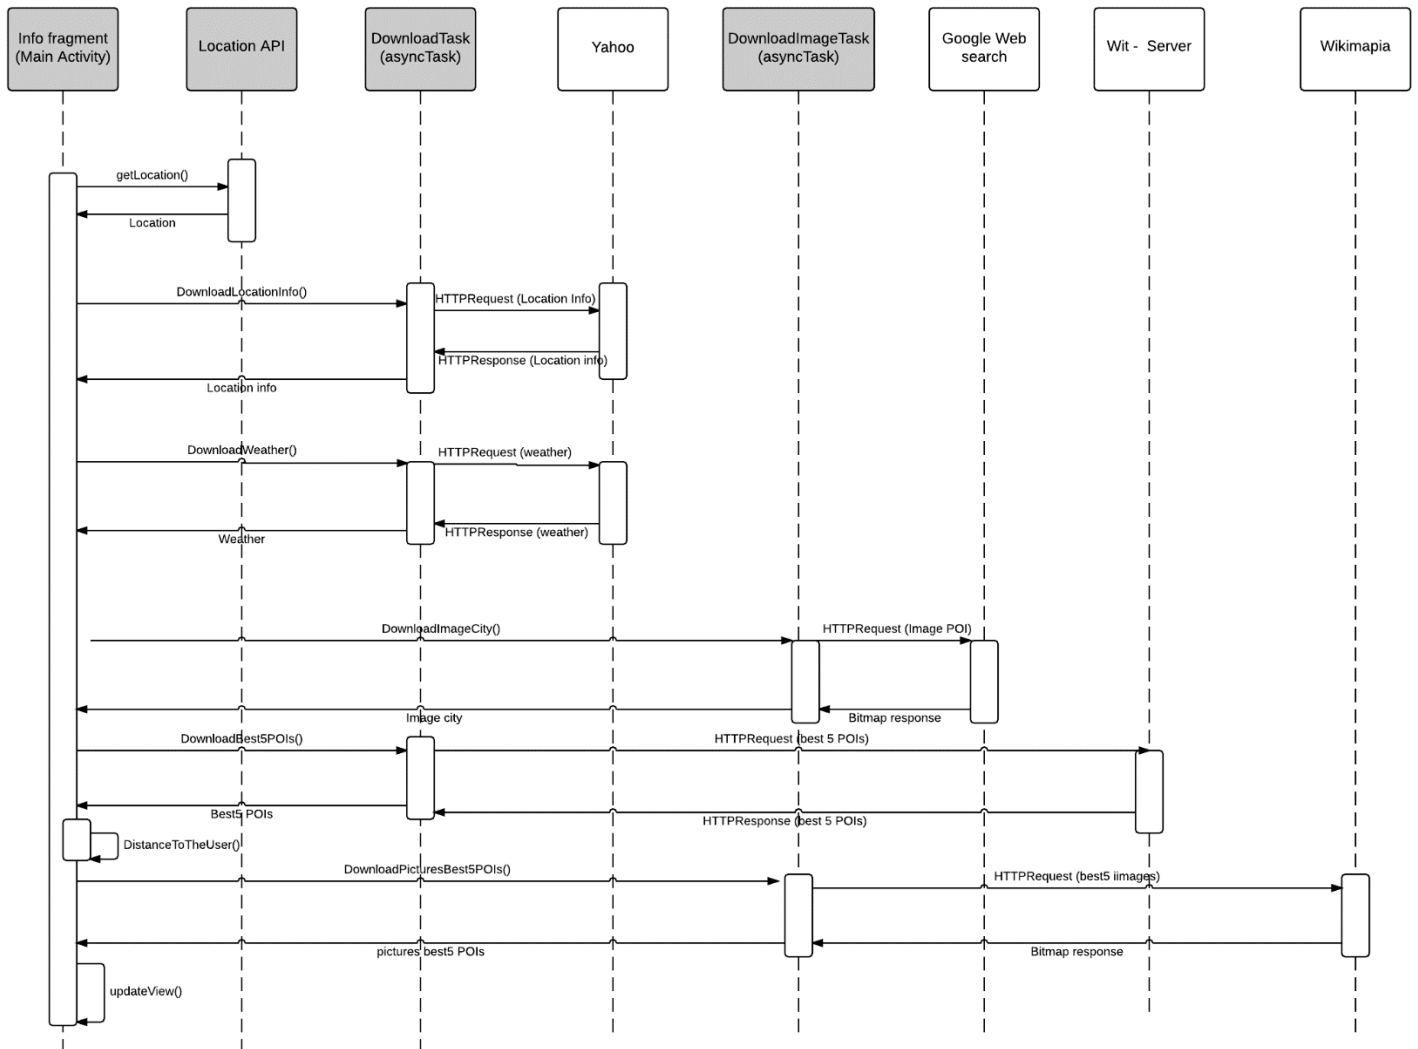 Info fragment
(Main Activity)
Location API
DownloadTask
(asyncTask)
Yahoo
DownloadImageTask
(asyncTask)
Google Web
search
Wit - Server
Wikimapia
getLocation()
Location
DownloadLocationInfo()
HTTPRequest (Location Info)
HTTPResponse (Location info)
Location info
DownloadWeather()
HTTPRequest (weather)
HTTPResponse (weather)
Weather
DownloadImageCity()
HTTPRequest (Image POI)
Image city
Bitmap response
DownloadBest5POIs()
HTTPRequest (best 5 POIs)
Best5 POIs
HTTPResponse (best 5 POIs)
DistanceToTheUser()
DownloadPicturesBest5POIs()
HTTPRequest (best5 iimages)
pictures best5 POIs
Bitmap response
updateView()